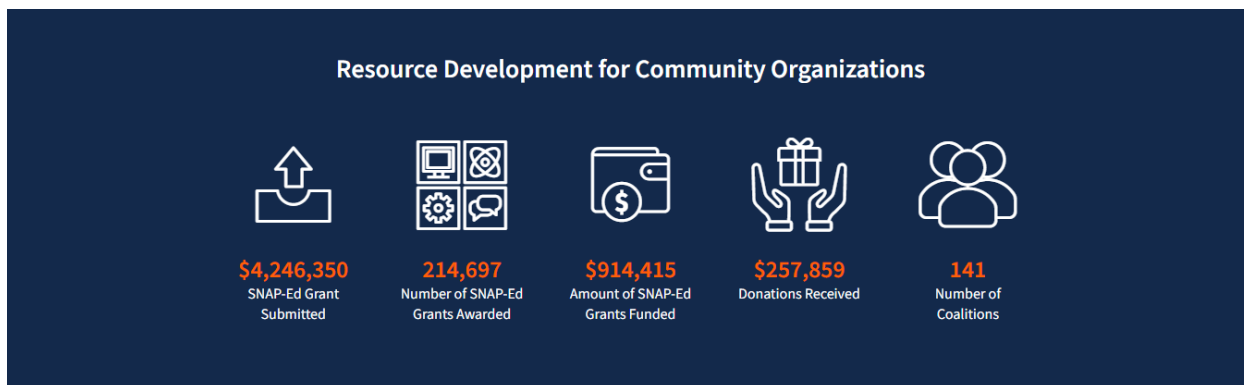 Resource Development for Community Organizations
$
$4,246,350
SNAP-Ed Grant
Submitted
214,697
Number of SNAP-Ed
Grants Awarded
$914,415
Amount of SNAP-Ed
Grants Funded
$257,859
Donations Received
141
Number of
Coalitions